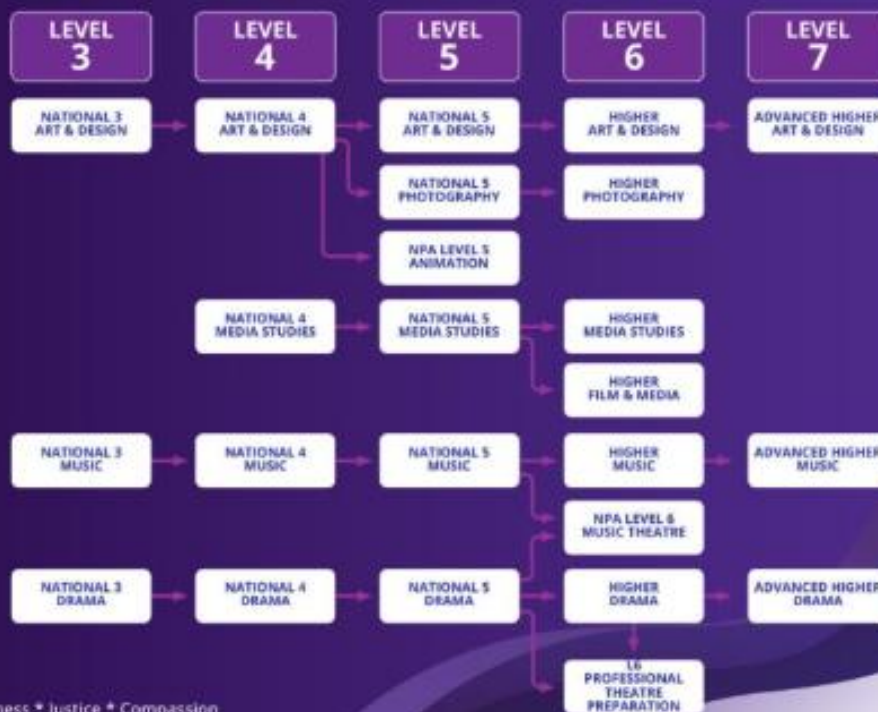 LEVEL
3
LEVEL
4
LEVEL
5
LEVEL
6
LEVEL
7
NATIONAL 3
ART & DESIGN
NATIONAL 4
ART & DESIGN
NATIONAL 5
ART & DESIGN
HIGHER
ART & DESIGN
ADVANCED HIGHER
ART & DESIGN
NATIONAL 5
PHOTOGRAPHY
HIGHER
PHOTOGRAPHY
NPA LEVEL 5
ANIMATION
NATIONAL 4
MEDIA STUDIES
NATIONAL 5
MEDIA STUDIES
HIGHER
MEDIA STUDIES
HIGHER
FILM & MEDIA
NATIONAL 3
MUSIC
NATIONAL 4
MUSIC
NATIONAL 5
MUSIC
HIGHER
MUSIC
ADVANCED HIGHER
MUSIC
NPA LEVEL 6
MUSIC THEATRE
NATIONAL 3
DRAMA
NATIONAL 4
DRAMA
NATIONAL 5
DRAMA
HIGHER
DRAMA
ADVANCED HIGHER
DRAMA
L6
PROFESSIONAL
THEATRE
PREPARATION
ness * Justice * Compassion